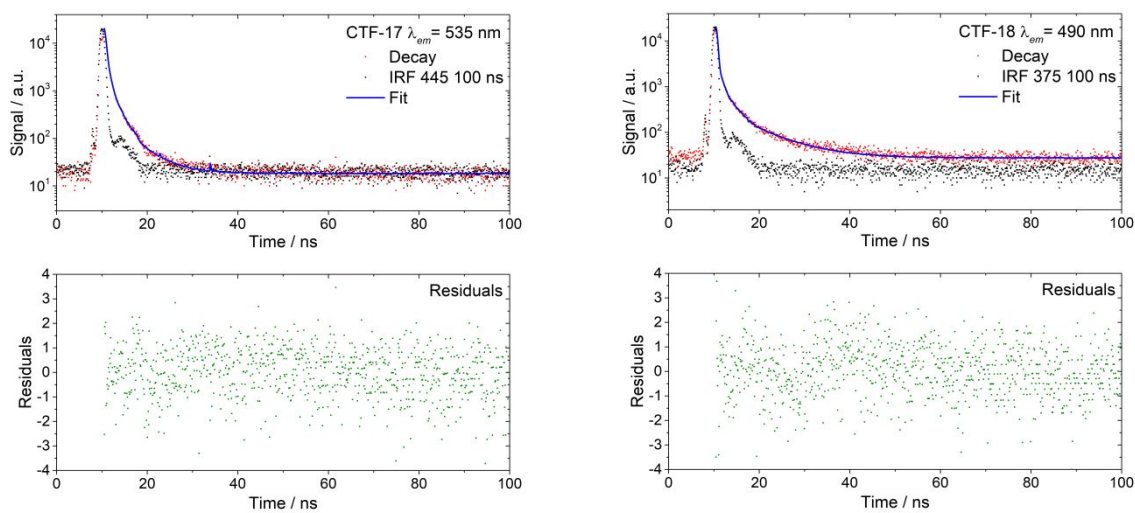 CTF-17 λem= 535 nm
Decay
IRF 445 100 ns
Fit
Signal / a.u.
10⁴
10³
10²
10¹
0 20 40 60 80 100
Time / ns
CTF-18 λem= 490 nm
Decay
IRF 375 100 ns
Fit
Signal / a.u.
10⁴
10³
10²
10¹
0 20 40 60 80 100
Time / ns
Residuals
Residuals
4
3
2
1
0
-1
-2
-3
-4
0 20 40 60 80 100
Time / ns
Residuals
Residuals
4
3
2
1
0
-1
-2
-3
-4
0 20 40 60 80 100
Time / ns